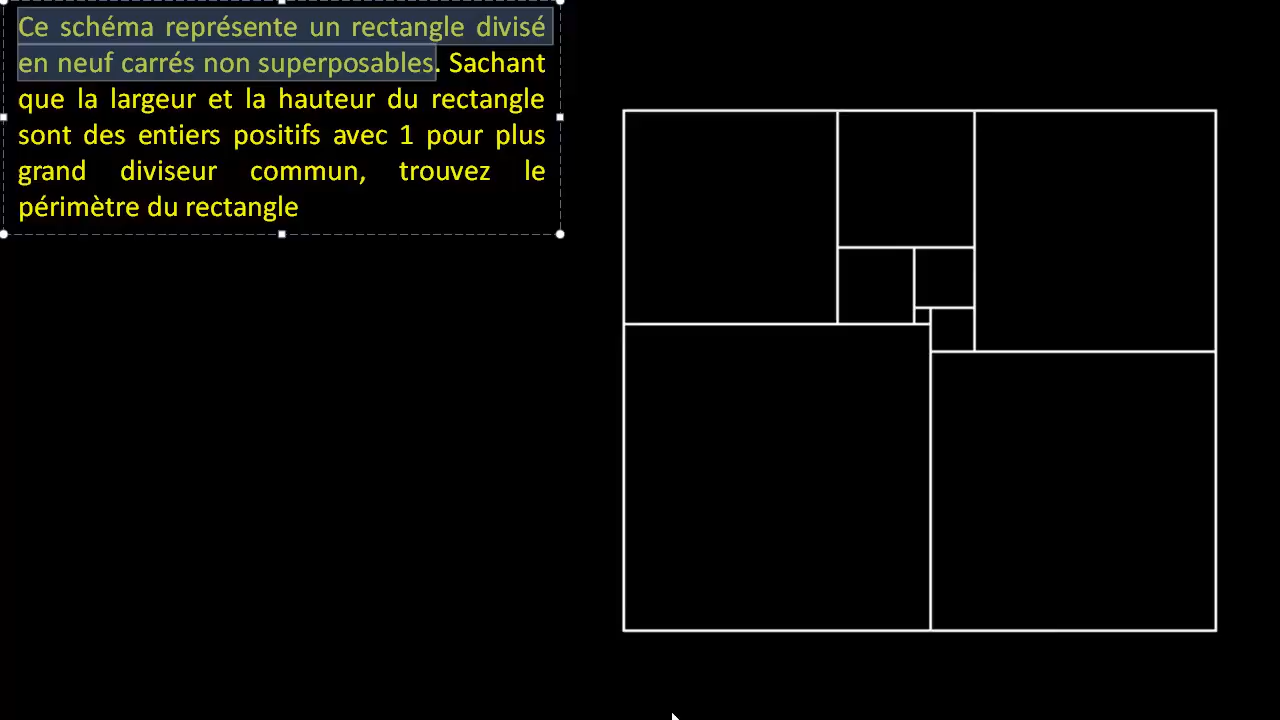 Ce schéma représente un rectangle divisé
en neuf carrés non superposables. Sachant
que la largeur et la hauteur du rectangle
sont des entiers positifs avec 1 pour plus
grand diviseur commun, trouvez le
périmètre du rectangle